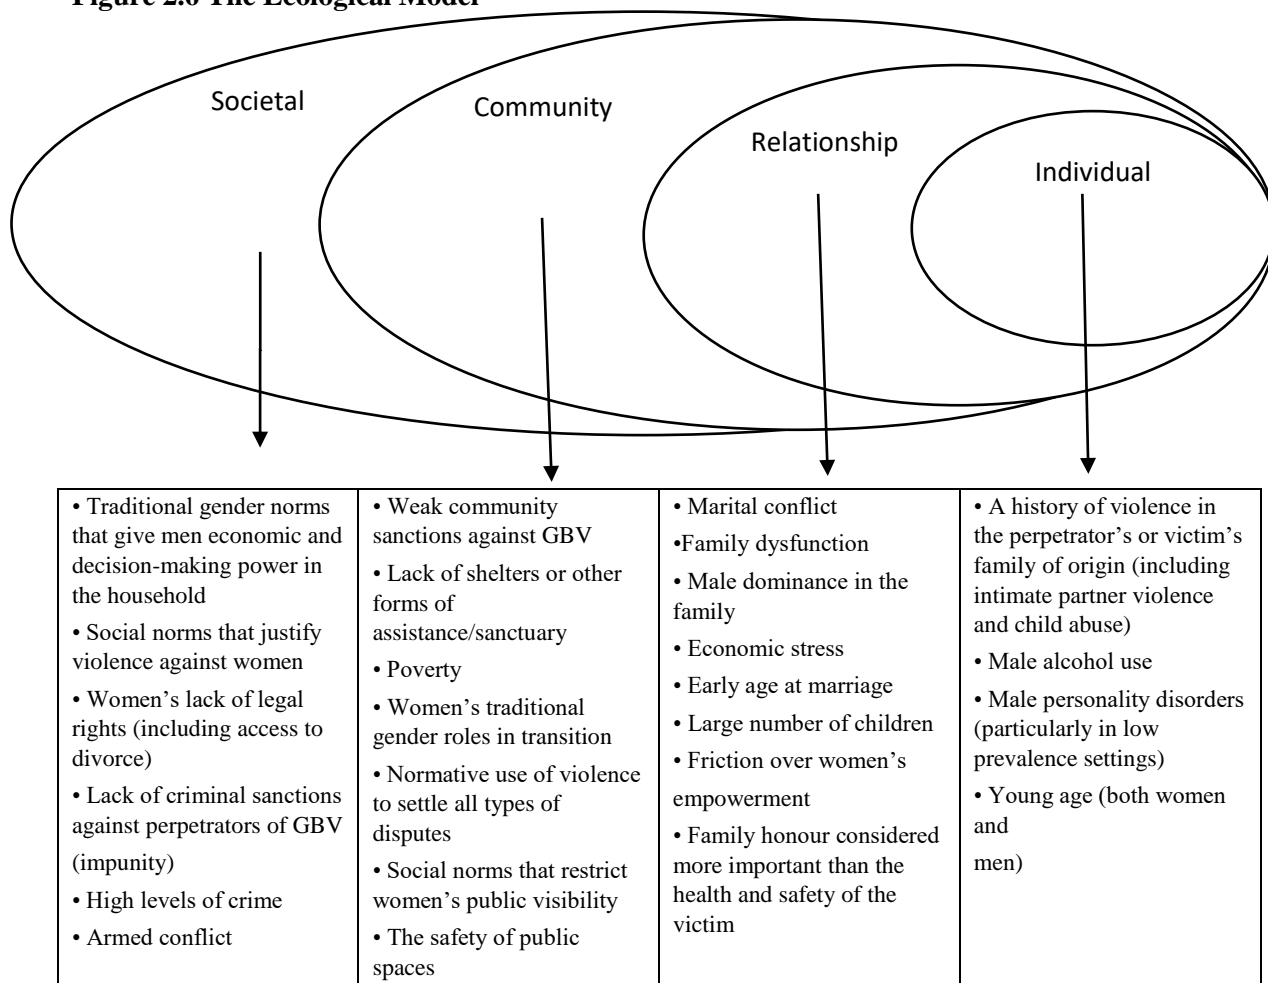 Figure 2.6 The Ecological Model
Societal
Community
Relationship
Individual
• Traditional gender norms
that give men economic and
decision-making power in
the household
• Social norms that justify
violence against women
• Women’s lack of legal
rights (including access to
divorce)
• Lack of criminal sanctions
against perpetrators of GBV
(impunity)
• High levels of crime
• Armed conflict
• Weak community
sanctions against GBV
• Lack of shelters or other
forms of
assistance/sanctuary
• Poverty
• Women’s traditional
gender roles in transition
• Normative use of violence
to settle all types of
disputes
• Social norms that restrict
women’s public visibility
• The safety of public
spaces
• Marital conflict
•Family dysfunction
• Male dominance in the
family
• Economic stress
• Early age at marriage
• Large number of children
• Friction over women’s
empowerment
• Family honour considered
more important than the
health and safety of the
victim
• A history of violence in
the perpetrator’s or victim’s
family of origin (including
intimate partner violence
and child abuse)
• Male alcohol use
• Male personality disorders
(particularly in low
prevalence settings)
• Young age (both women
and
men)